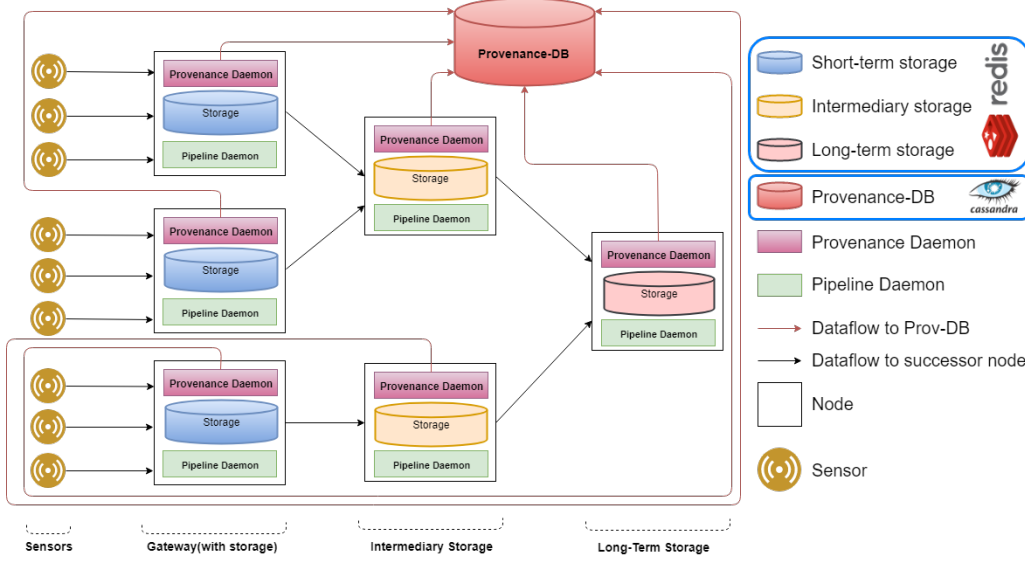 Provenance-DB
Provenance Daemon
Storage
Pipeline Daemon
Provenance Daemon
Storage
Pipeline Daemon
Provenance Daemon
Storage
Pipeline Daemon
Provenance Daemon
Storage
Pipeline Daemon
Provenance Daemon
Storage
Pipeline Daemon
Provenance Daemon
Storage
Pipeline Daemon
Sensors
Gateway(with storage)
Intermediary Storage
Long-Term Storage
Short-term storage
Intermediary storage
Long-term storage
redis
Provenance-DB
cassandra
Provenance Daemon
Pipeline Daemon
Dataflow to Prov-DB
Dataflow to successor node
Node
Sensor